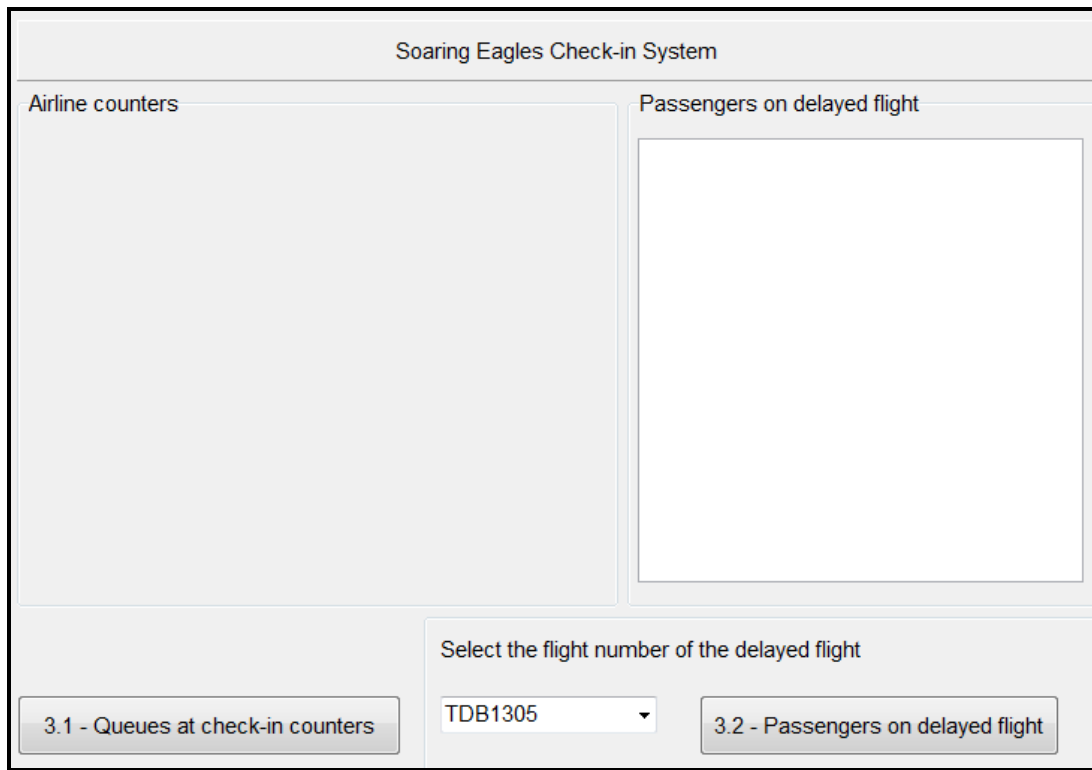 Soaring Eagles Check-in System
Airline counters
Passengers on delayed flight
Select the flight number of the delayed flight
3.1 - Queues at check-in counters
TDB1305
3.2 - Passengers on delayed flight